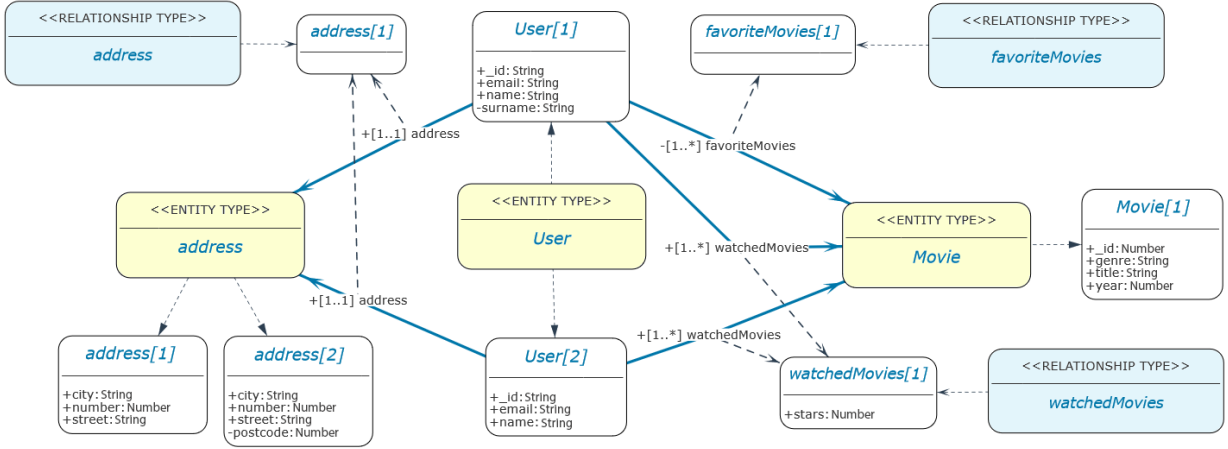 <<RELATIONSHIP TYPE>>
address
address[1]
User[1]
+_id: String
+email: String
+name: String
-surname: String
favoriteMovies[1]
<<RELATIONSHIP TYPE>>
favoriteMovies
+[1..1] address
-[1..*] favoriteMovies
<<ENTITY TYPE>>
address
<<ENTITY TYPE>>
User
<<ENTITY TYPE>>
Movie
Movie[1]
+_id: Number
+genre: String
+title: String
+year: Number
+[1..*] watchedMovies
+[1..1] address
+[1..*] watchedMovies
address[1]
+city: String
+number: Number
+street: String
address[2]
+city: String
+number: Number
+street: String
-postcode: Number
User[2]
+_id: String
+email: String
+name: String
watchedMovies[1]
+stars: Number
<<RELATIONSHIP TYPE>>
watchedMovies